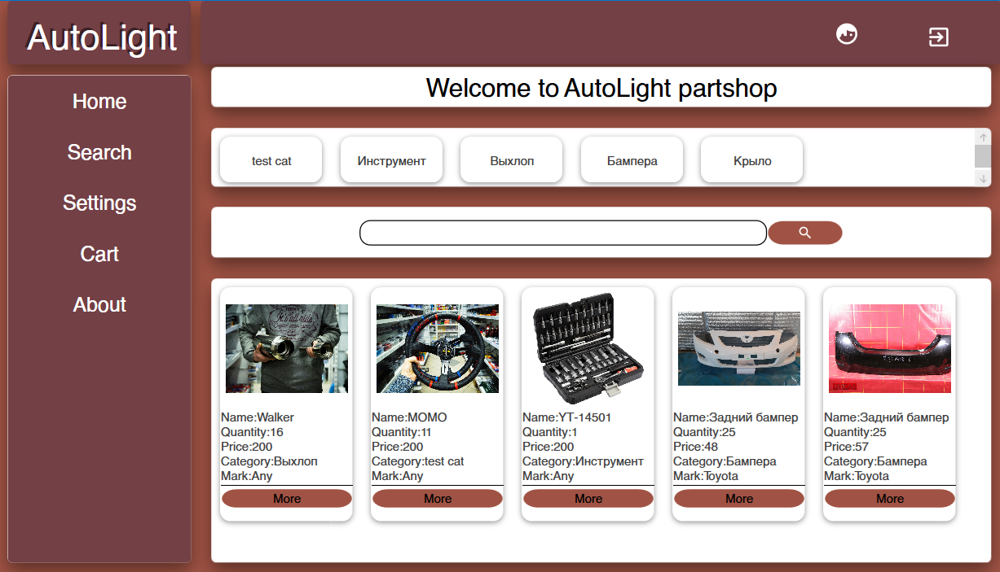 AutoLight
Home
Search
Settings
Cart
About
Welcome to AutoLight partshop
test cat
Инструмент
Выхлоп
Бампера
Крыло
Name:Walker
Quantity:16
Price:200
Category:Выхлоп
Mark:Any
More
Name:MOMO
Quantity:11
Price:200
Category:test cat
Mark:Any
More
Name:YT-14501
Quantity:1
Price:200
Category:Инструмент
Mark:Any
More
Name:Задний бампер
Quantity:25
Price:48
Category:Бампера
Mark:Toyota
More
Name:Задний бампер
Quantity:25
Price:57
Category:Бампера
Mark:Toyota
More